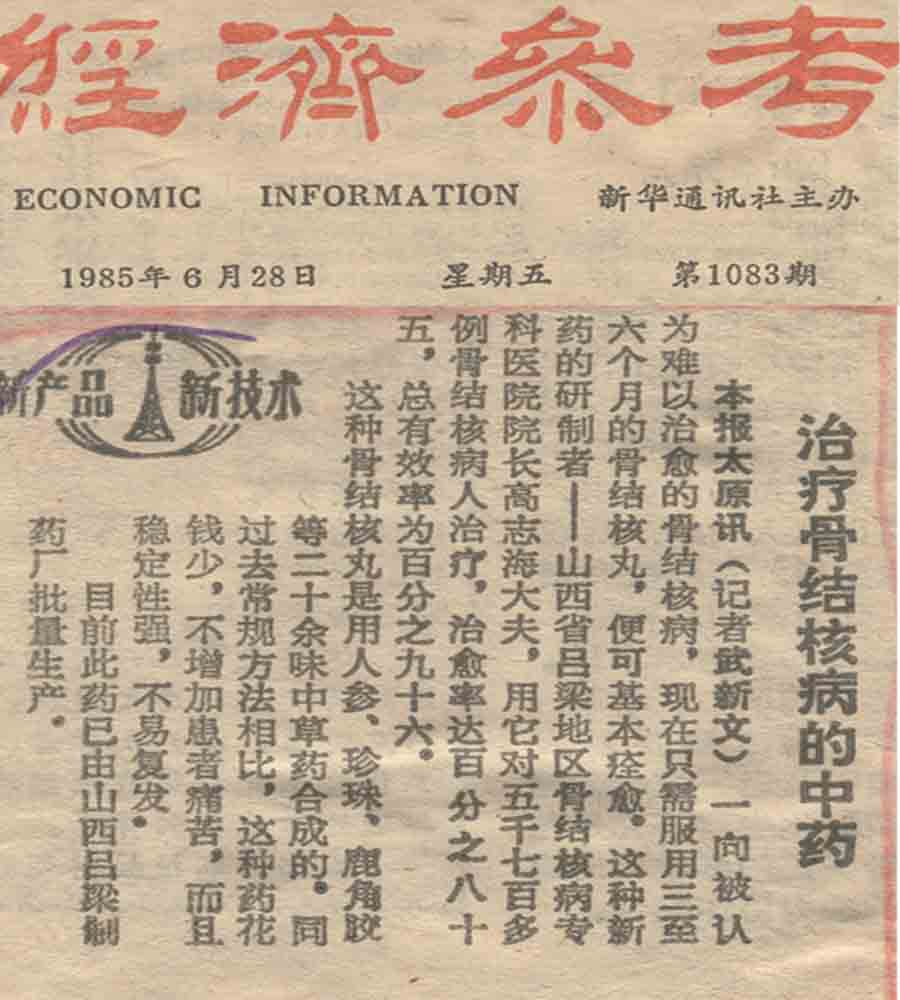 經濟參考
ECONOMIC INFORMATION 新华通讯社主办
1985年6月28日 星期五 第1083期
治疗骨结核病的中药
本报太原讯（记者武新文）一向被认
为难以治愈的骨结核病，现在只需服用三至
六个月的骨结核丸，便可基本痊愈。这种新
药的研制者——山西省吕梁地区骨结核病专
科医院院长高志海大夫，用它对五千七百多
例骨结核病人治疗，治愈率达百分之八十
五，总有效率为百分之九十六。
这种骨结核丸是用人参、珍珠、鹿角胶
等二十余味中草药合成的。同
过去常规方法相比，这种药花
钱少，不增加患者痛苦，而且
稳定性强，不易复发。
目前此药已由山西吕梁制
药厂批量生产。
新产品 新技术